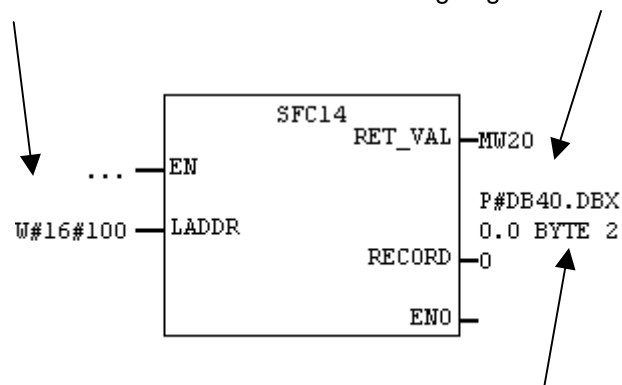 SFC14
RET_VAL MW20
... EN
P#DB40.DBX
W#16#100 LADDR 0.0 BYTE 2
RECORD 0
ENO